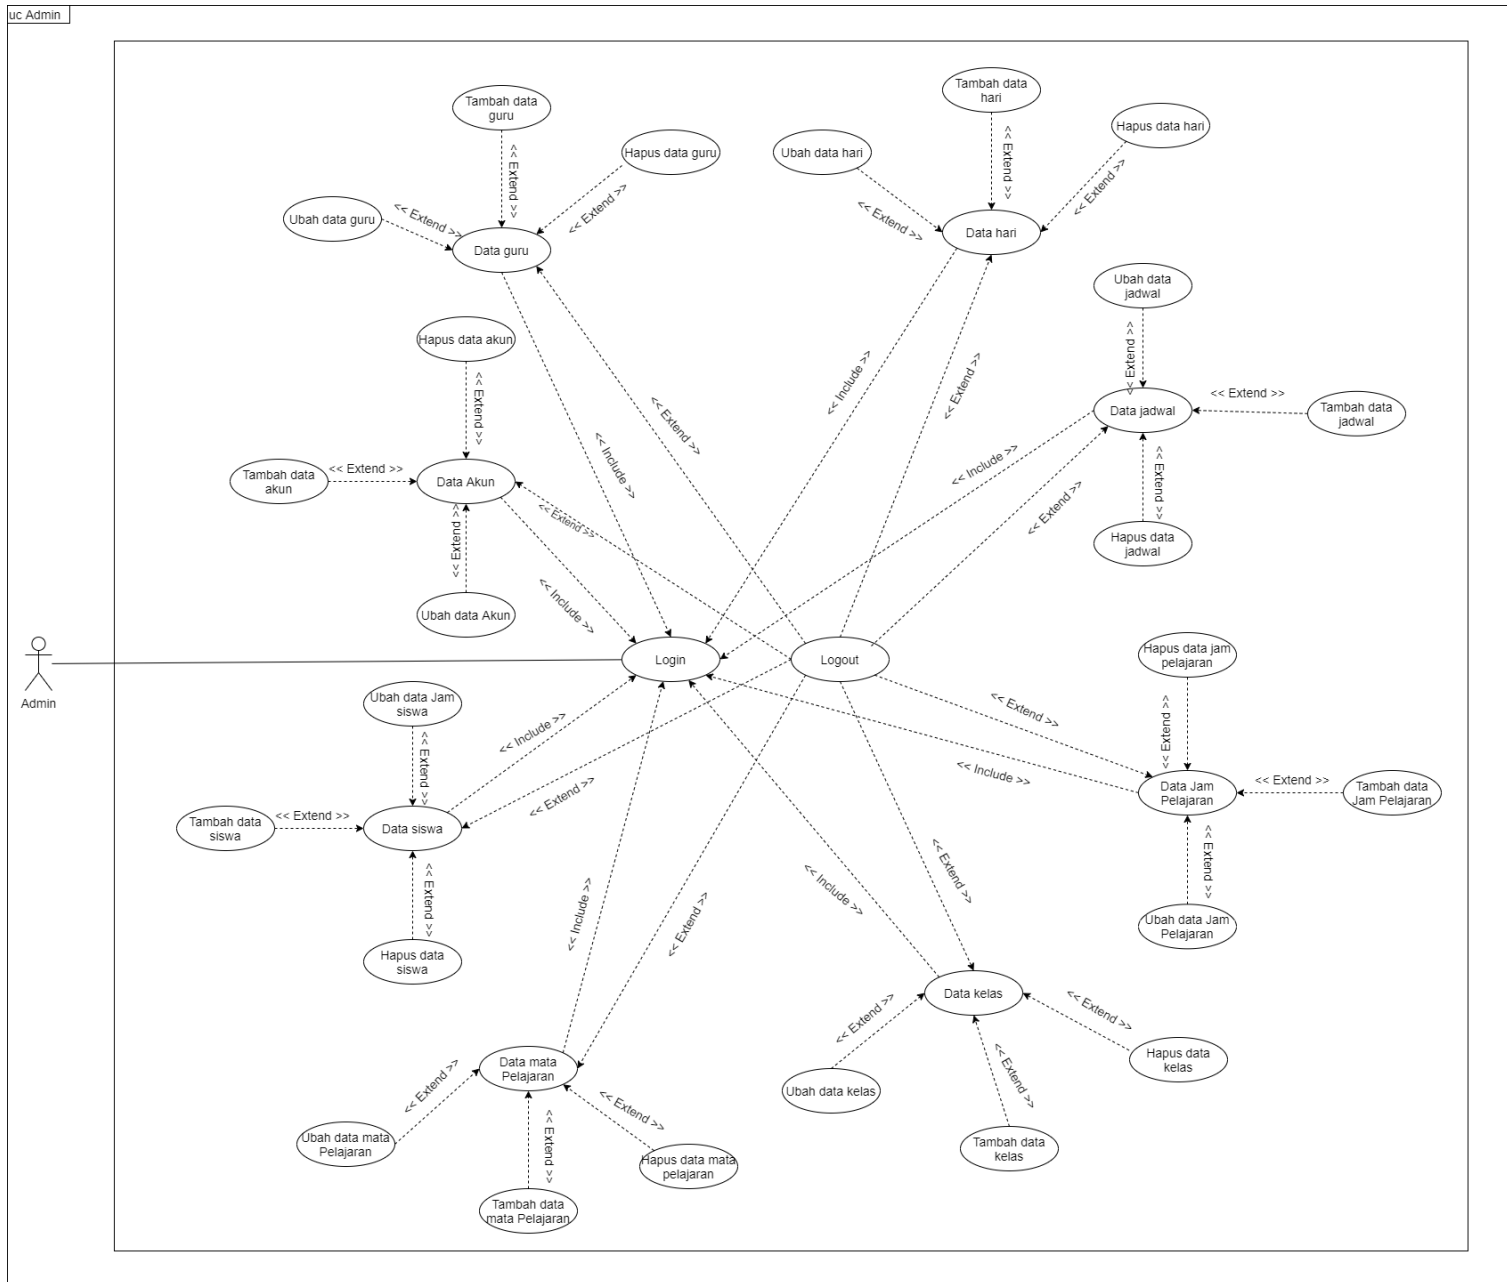 uc Admin
Tambah data
guru
<< Extend >>
Hapus data guru
<< Extend >>
Ubah data guru
<< Extend >>
Data guru
Tambah data
hari
<< Extend >>
Ubah data hari
<< Extend >>
Hapus data hari
<< Extend >>
Data hari
Ubah data
jadwal
<< Extend >>
Data jadwal
<< Extend >>
Tambah data
jadwal
<< Extend >>
Hapus data
jadwal
Hapus data akun
<< Extend >>
Tambah data
akun
<< Extend >>
Data Akun
<< Extend >>
Ubah data Akun
<< Include >>
<< Extend >>
<< Include >>
<< Extend >>
<< Extend >>
<< Include >>
<< Include >>
<< Extend >>
Admin
Login
Logout
Ubah data Jam
siswa
<< Extend >>
<< Include >>
Tambah data
siswa
<< Extend >>
Data siswa
<< Extend >>
<< Extend >>
Hapus data
siswa
Hapus data jam
pelajaran
<< Extend >>
<< Extend >>
<< Include >>
Data Jam
Pelajaran
<< Extend >>
Tambah data
Jam Pelajaran
<< Extend >>
Ubah data Jam
Pelajaran
<< Include >>
<< Extend >>
<< Include >>
<< Extend >>
Data mata
Pelajaran
<< Extend >>
Ubah data mata
Pelajaran
<< Extend >>
Tambah data
mata Pelajaran
<< Extend >>
Hapus data mata
pelajaran
Data kelas
<< Extend >>
Ubah data kelas
<< Extend >>
Tambah data
kelas
<< Extend >>
Hapus data
kelas